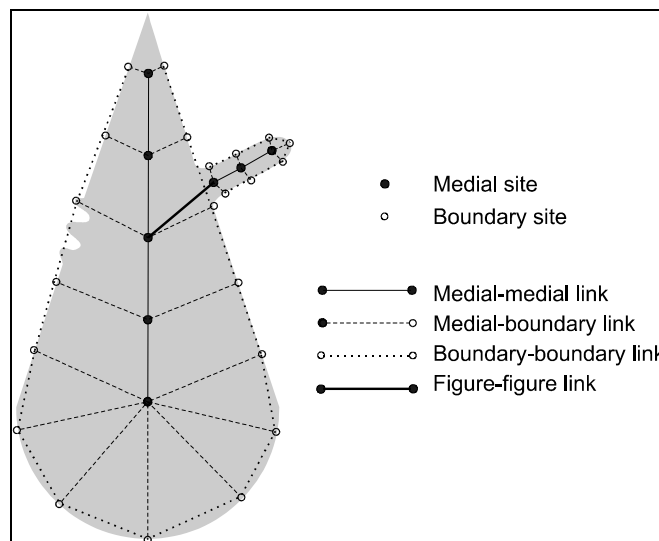 Medial site
Boundary site
Medial-medial link
Medial-boundary link
Boundary-boundary link
Figure-figure link